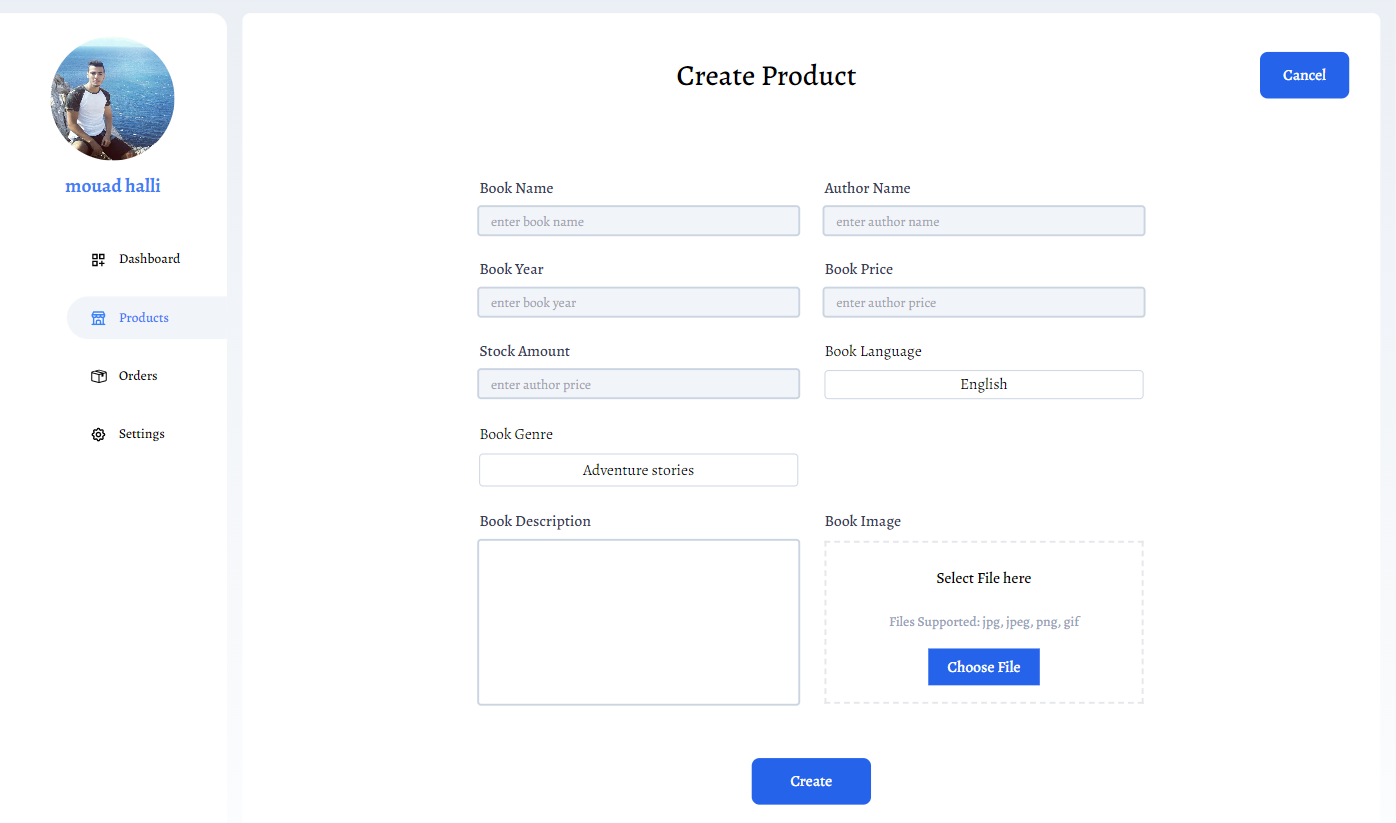 mouad halli
Dashboard
Products
Orders
Settings
Create Product
Cancel
Book Name
Author Name
enter book name
enter author name
Book Year
Book Price
enter book year
enter author price
Stock Amount
Book Language
enter author price
English
Book Genre
Adventure stories
Book Description
Book Image
Select File here
Files Supported: jpg, jpeg, png, gif
Choose File
Create